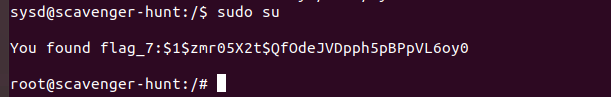 sysd@scavenger-hunt:/$ sudo su
You found flag_7:$1$zmr05X2t$QfOdeJVDpph5pBPpVL6oy0
root@scavenger-hunt:/#